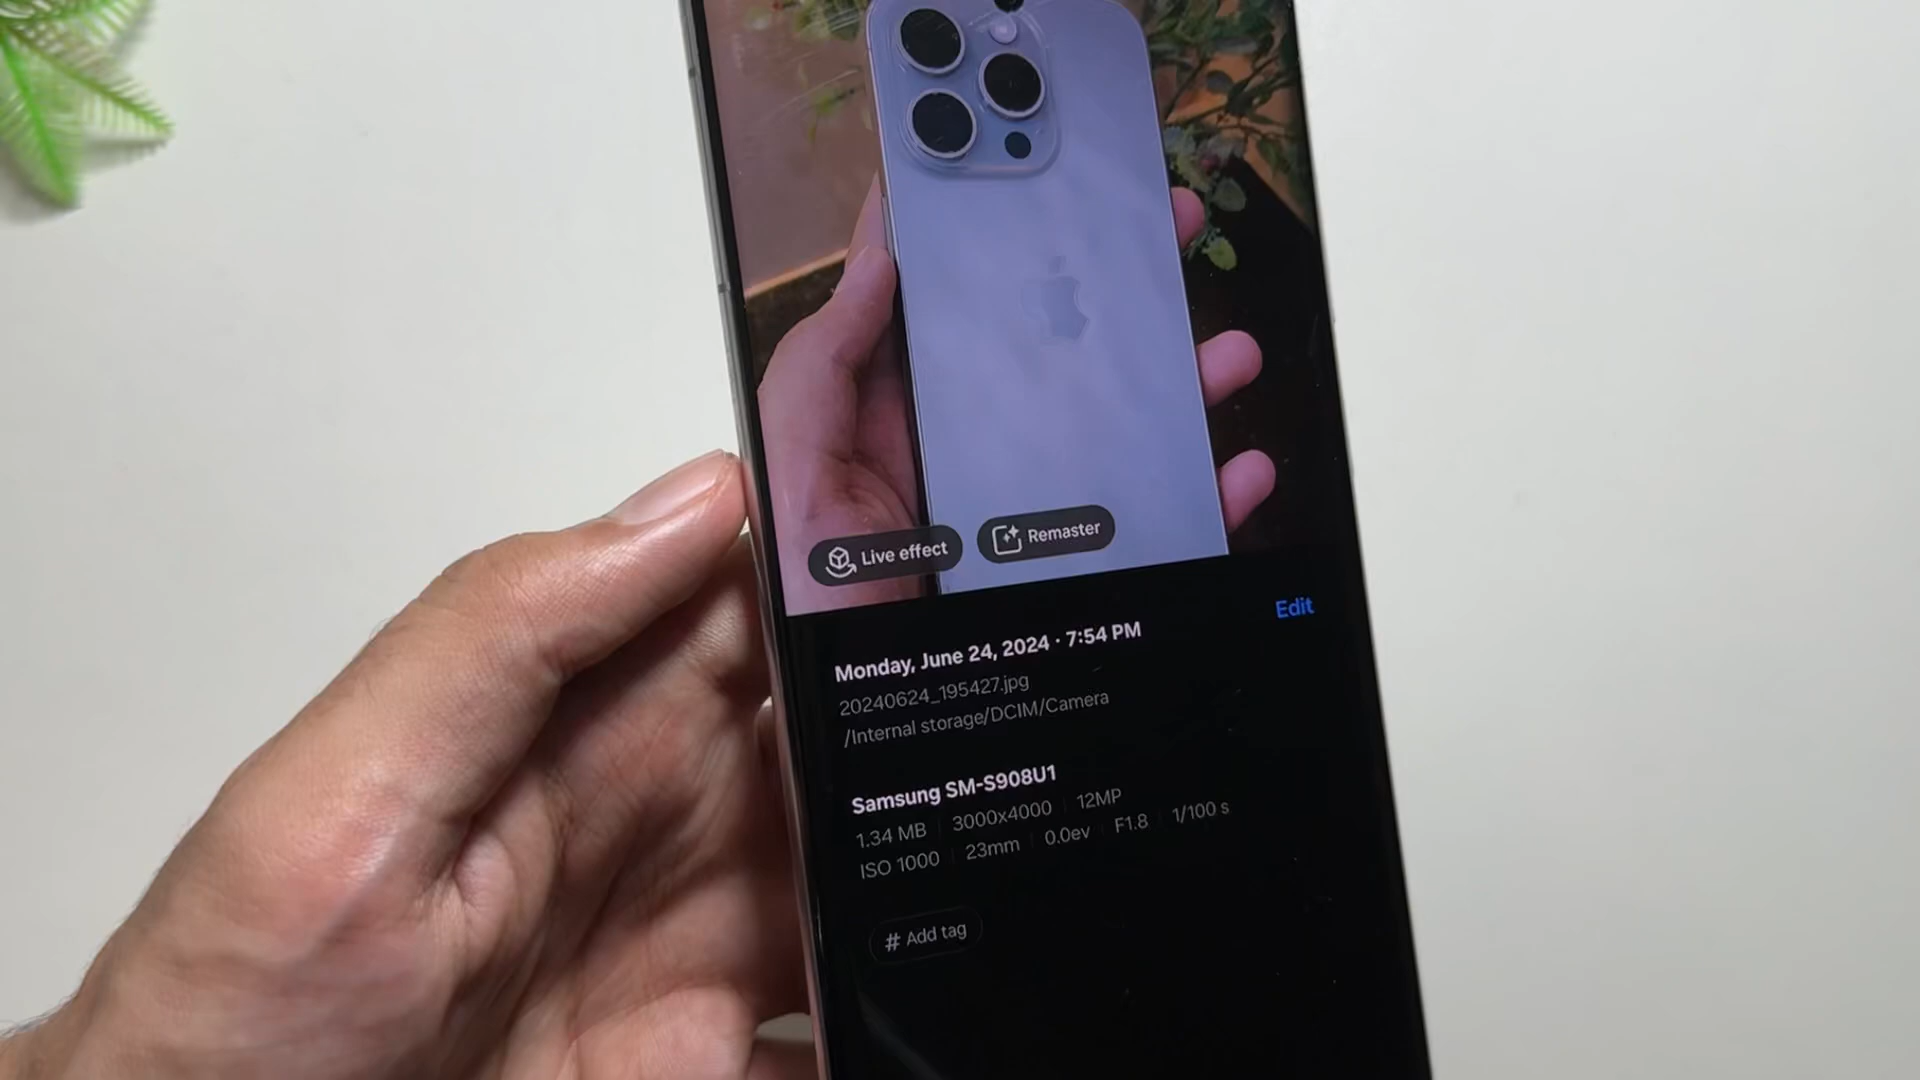 Live effect
Remaster
Edit
Monday, June 24, 2024 · 7:54 PM
20240624_195427.jpg
/Internal storage/DCIM/Camera
Samsung SM-S908U1
1.34 MB 3000x4000 12MP
ISO 1000 23mm 0.0ev F1.8 1/100 s
# Add tag